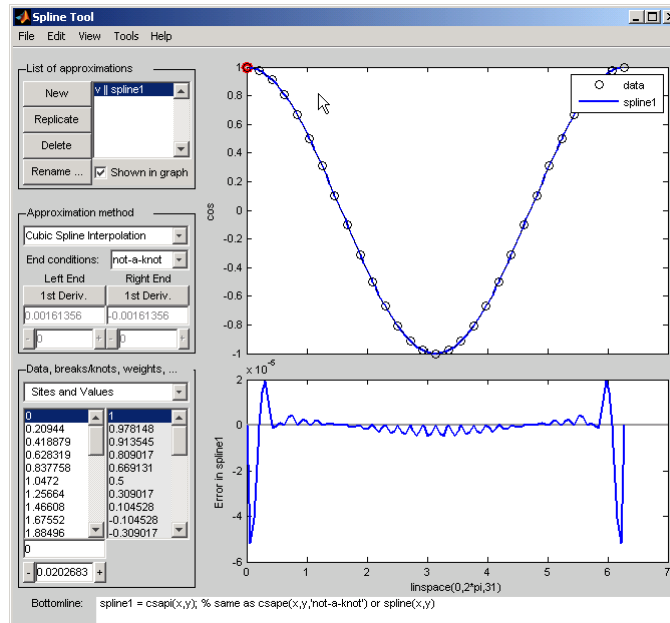 Spline Tool
File Edit View Tools Help
List of approximations
New
Replicate
Delete
Rename ...
v || spline1
Shown in graph
Approximation method
Cubic Spline Interpolation
End conditions: not-a-knot
Left End Right End
1st Deriv. 1st Deriv.
0.00161356 -0.00161356
- 0 + - 0 +
Data, breaks/knots, weights, ...
Sites and Values
0 1
0.20944 0.978148
0.418879 0.913545
0.628319 0.809017
0.837758 0.669131
1.0472 0.5
1.25664 0.309017
1.46608 0.104528
1.67552 -0.104528
1.88496 -0.309017
0
- 0.0202683 +
1
0.8
0.6
0.4
0.2
0
-0.2
-0.4
-0.6
-0.8
-1
cos
data
spline1
x 10^-6
2
0
-2
-4
-6
Error in spline1
0 1 2 3 4 5 6 7
linspace(0,2*pi,31)
Bottomline: spline1 = csapi(x,y); % same as csape(x,y,'not-a-knot') or spline(x,y)